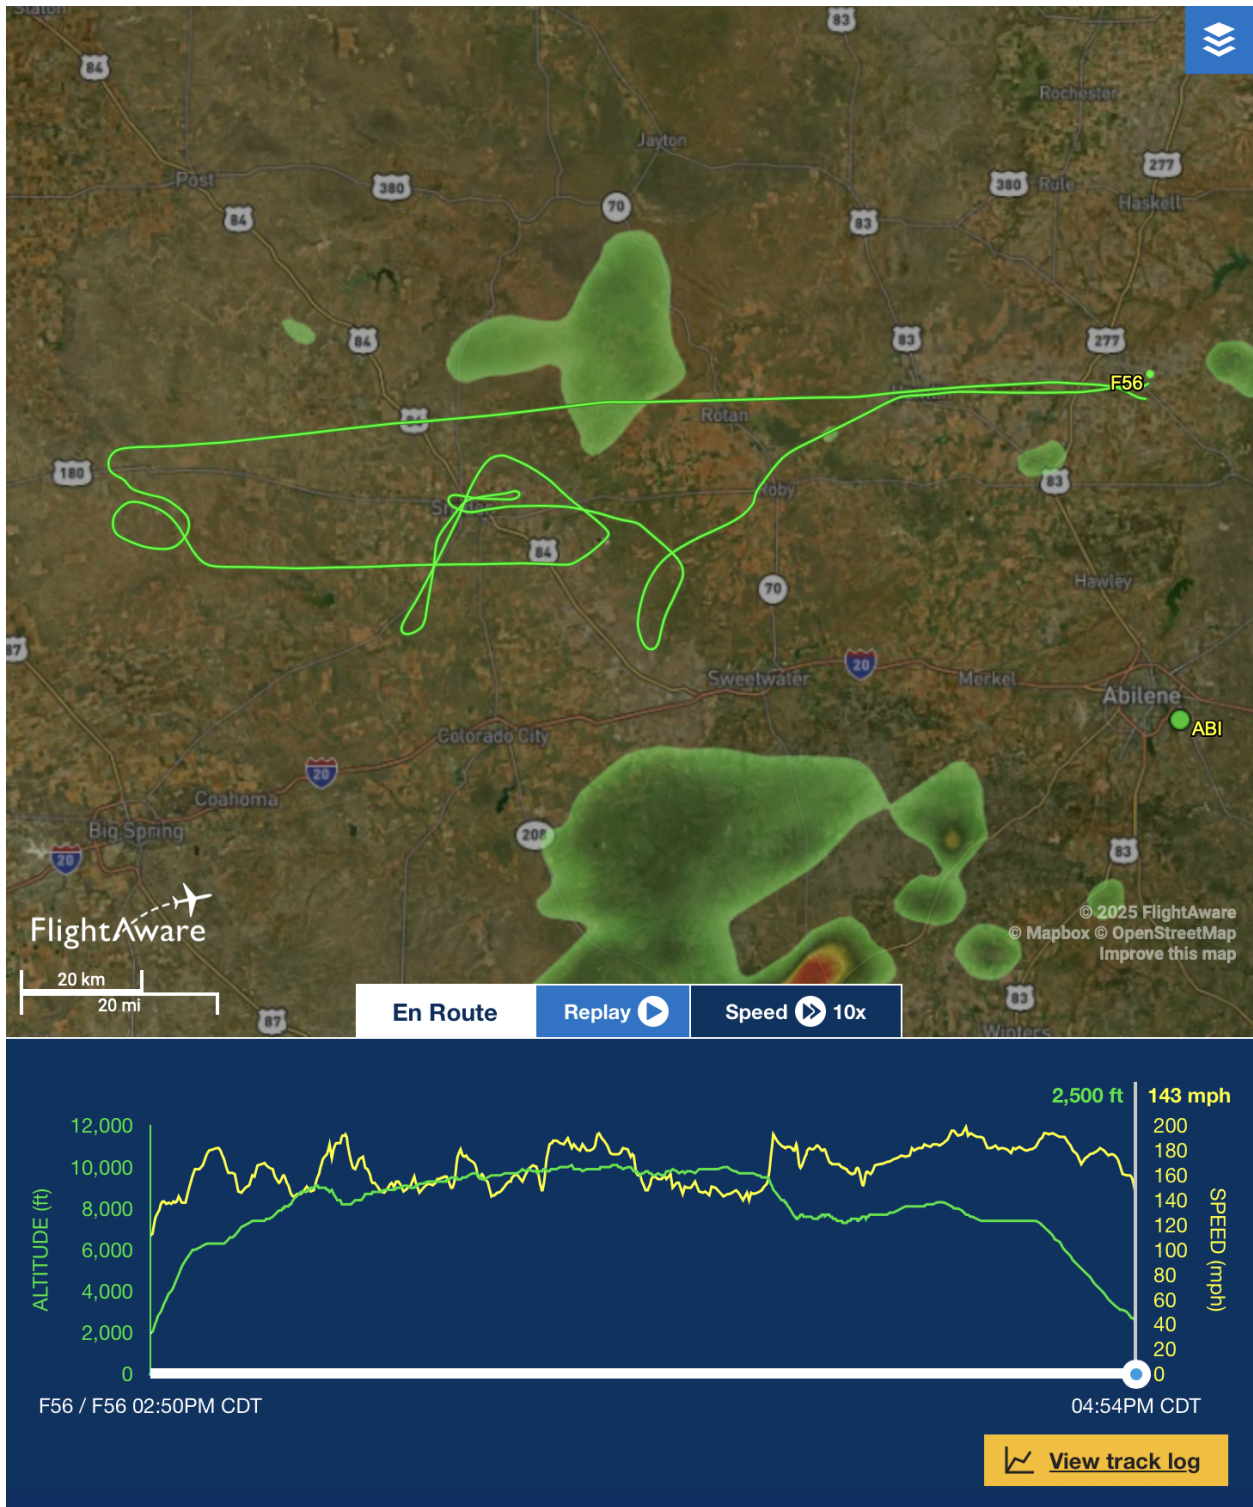 Staton
83
84
Rochester
Jayton
277
Post
380
380
Rule
84
70
83
Haskell
84
83
277
F56
Rotan
180
83
Roby
84
70
Hawley
87
20
Sweetwater
Merkel
Abilene
ABI
Colorado City
20
Coahoma
Big Spring
208
20
83
FlightAware
© 2025 FlightAware
© Mapbox © OpenStreetMap
Improve this map
20 km
20 mi
83
87
Winters
En Route
Replay
Speed 10x
2,500 ft 143 mph
12,000 200
10,000 180
8,000 160
6,000 140
4,000 120
2,000 100
0 80
60
40
20
0
ALTITUDE (ft)
SPEED (mph)
F56 / F56 02:50PM CDT
04:54PM CDT
View track log